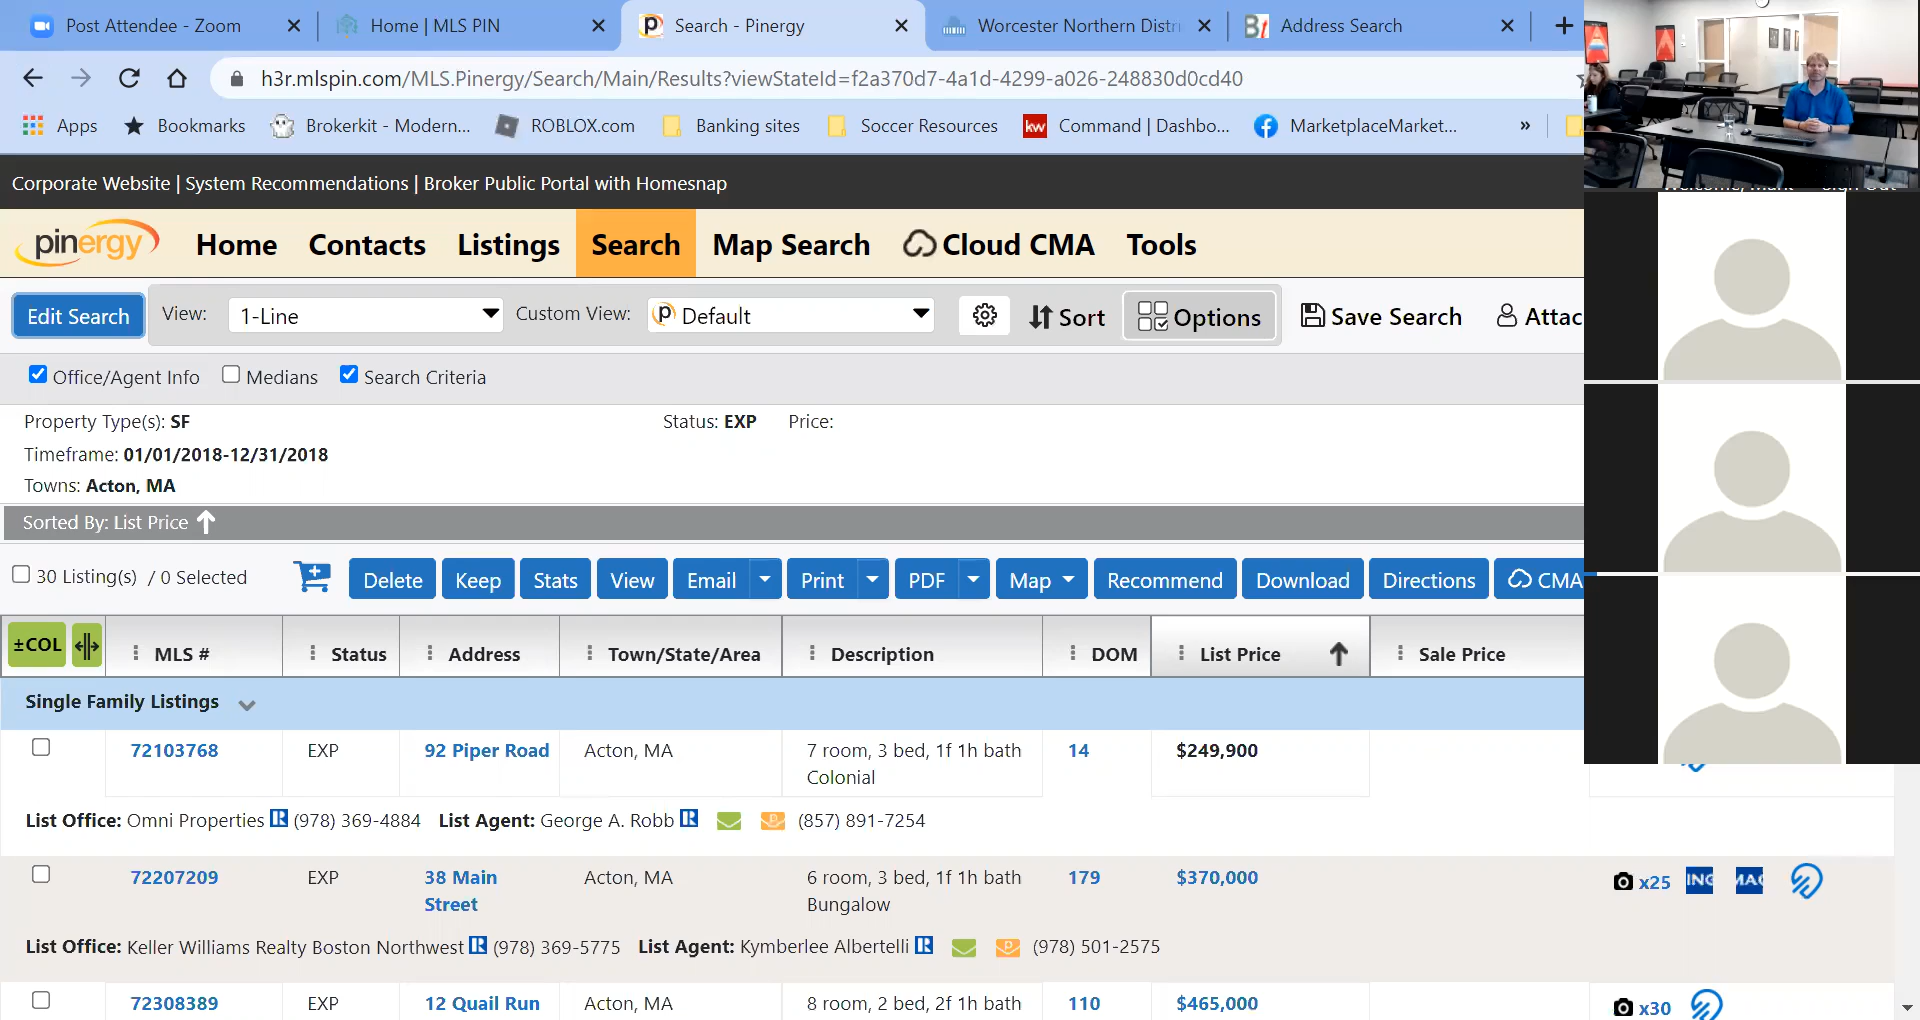 Post Attendee - Zoom
Home | MLS PIN
Search - Pinergy
Worcester Northern Distri
Address Search
h3r.mlspin.com/MLS.Pinergy/Search/Main/Results?viewStateId=f2a370d7-4a1d-4299-a026-248830d0cd40
Apps
Bookmarks
Brokerkit - Modern...
ROBLOX.com
Banking sites
Soccer Resources
kw
Command | Dashbo...
MarketplaceMarket...
»
Corporate Website | System Recommendations | Broker Public Portal with Homesnap
pinergy
Home
Contacts
Listings
Search
Map Search
Cloud CMA
Tools
Edit Search
View:
1-Line
Custom View:
Default
Sort
Options
Save Search
Attac
Office/Agent Info
Medians
Search Criteria
Property Type(s): SF
Status: EXP
Price:
Timeframe: 01/01/2018-12/31/2018
Towns: Acton, MA
Sorted By: List Price
30 Listing(s) / 0 Selected
Delete
Keep
Stats
View
Email
Print
PDF
Map
Recommend
Download
Directions
CMA
±COL
MLS #
Status
Address
Town/State/Area
Description
DOM
List Price
Sale Price
Single Family Listings
72103768
EXP
92 Piper Road
Acton, MA
7 room, 3 bed, 1f 1h bath
Colonial
14
$249,900
List Office: Omni Properties R (978) 369-4884 List Agent: George A. Robb R (857) 891-7254
72207209
EXP
38 Main
Street
Acton, MA
6 room, 3 bed, 1f 1h bath
Bungalow
179
$370,000
x25
List Office: Keller Williams Realty Boston Northwest R (978) 369-5775 List Agent: Kymberlee Albertelli R (978) 501-2575
72308389
EXP
12 Quail Run
Acton, MA
8 room, 2 bed, 2f 1h bath
110
$465,000
x30